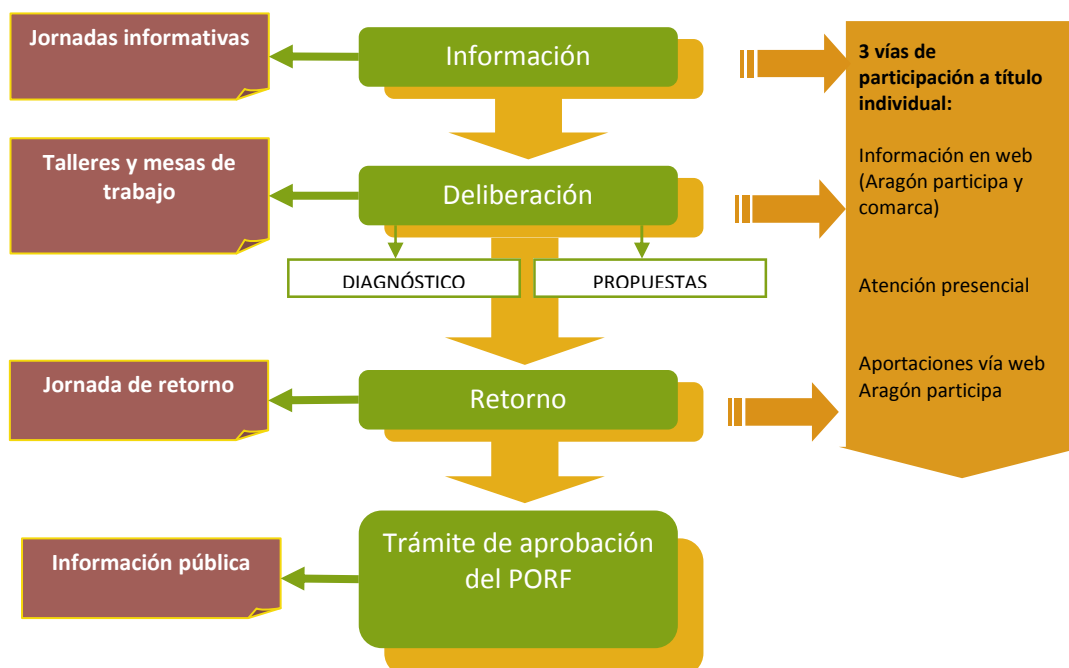 Jornadas informativas
Información
Talleres y mesas de
trabajo
Deliberación
DIAGNÓSTICO
PROPUESTAS
Jornada de retorno
Retorno
Información pública
Trámite de aprobación
del PORF
3 vías de
participación a título
individual:
Información en web
(Aragón participa y
comarca)
Atención presencial
Aportaciones vía web
Aragón participa